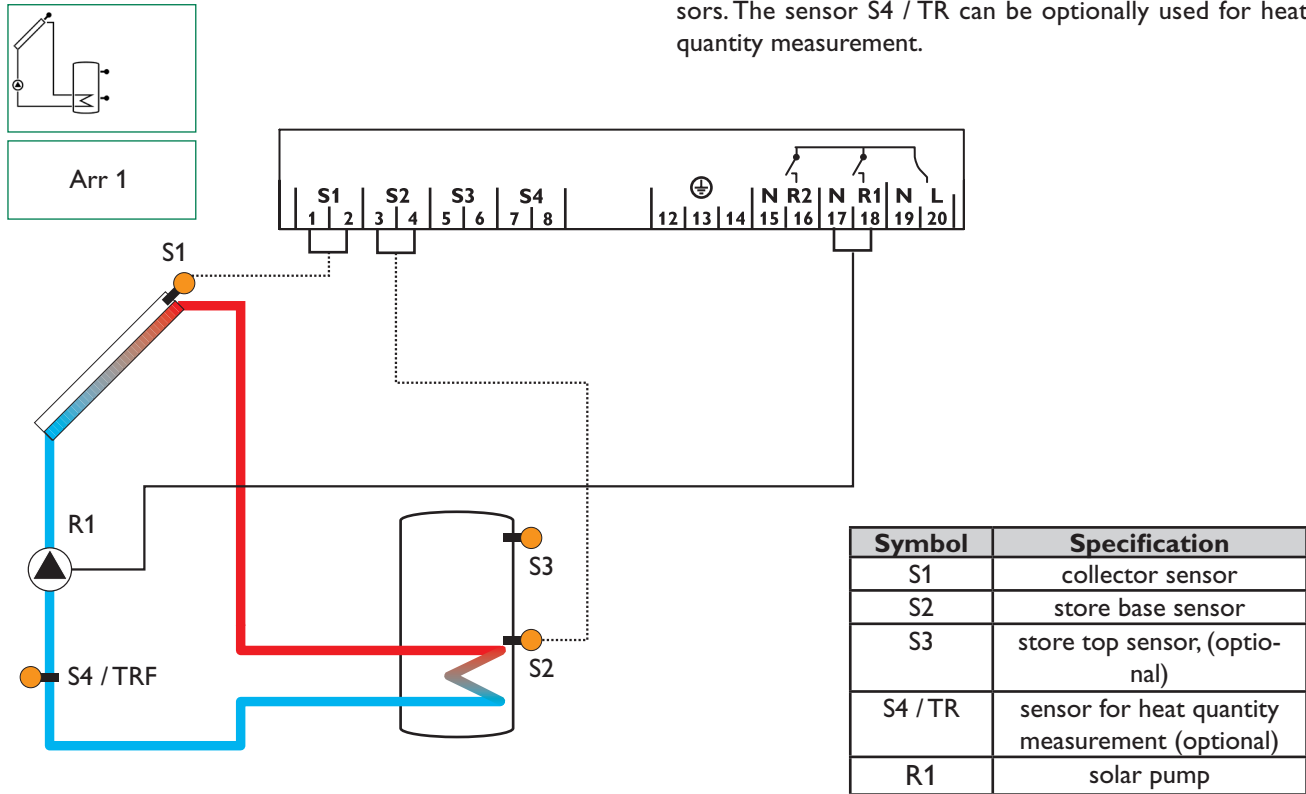 sors. The sensor S4 / TR can be optionally used for heat
quantity measurement.
Arr 1
S1 S2 S3 S4 N R2 N R1 N L
1 2 3 4 5 6 7 8 12 13 14 15 16 17 18 19 20
S1
R1
S3
S2
S4 / TRF
Symbol Specification
S1 collector sensor
S2 store base sensor
S3 store top sensor, (optio-
nal)
S4 / TR sensor for heat quantity
measurement (optional)
R1 solar pump